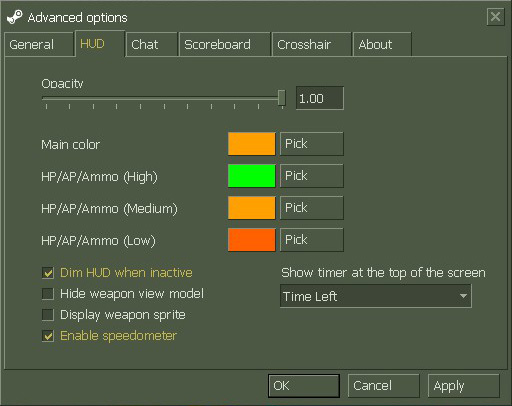 Advanced options
General HUD Chat Scoreboard Crosshair About
Opacity
1.00
Main color Pick
HP/AP/Ammo (High) Pick
HP/AP/Ammo (Medium) Pick
HP/AP/Ammo (Low) Pick
Dim HUD when inactive
Hide weapon view model
Display weapon sprite
Enable speedometer
Show timer at the top of the screen
Time Left
OK Cancel Apply